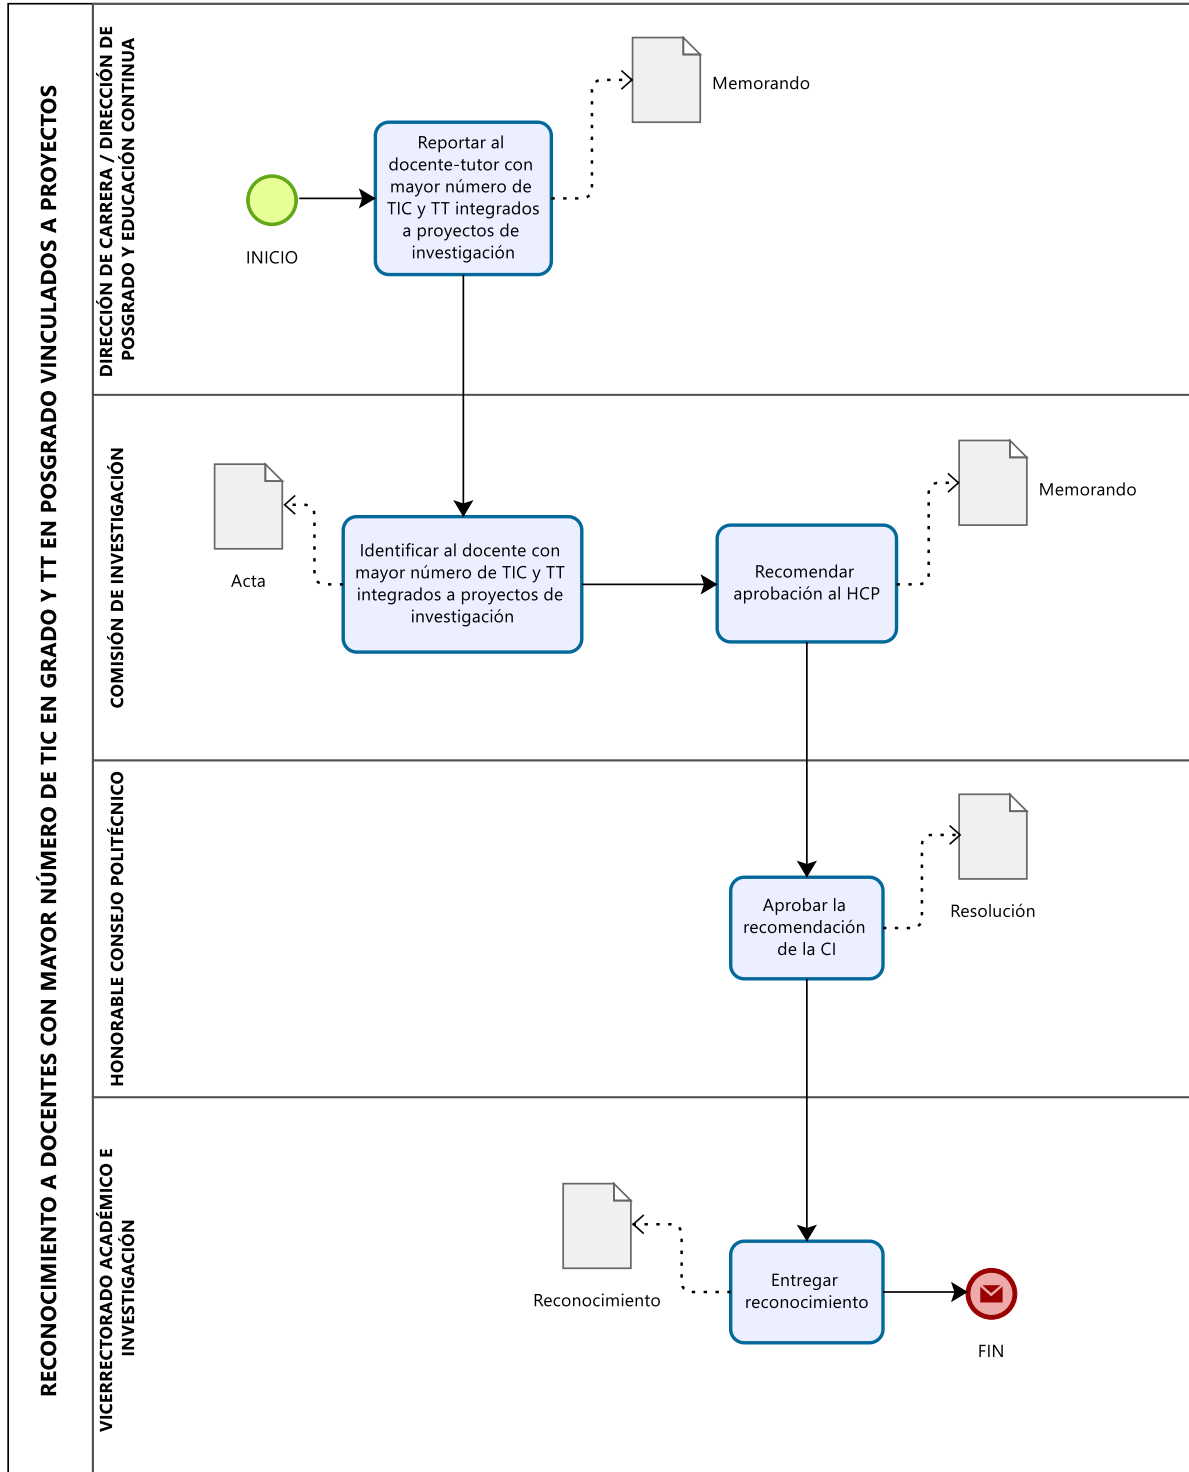 RECONOCIMIENTO A DOCENTES CON MAYOR NÚMERO DE TIC EN GRADO Y TT EN POSGRADO VINCULADOS A PROYECTOS
DIRECCIÓN DE CARRERA / DIRECCIÓN DE
POSGRADO Y EDUCACIÓN CONTINUA
Memorando
Reportar al
docente-tutor con
mayor número de
TIC y TT integrados
a proyectos de
investigación
INICIO
COMISIÓN DE INVESTIGACIÓN
Memorando
Acta
Identificar al docente con
mayor número de TIC y TT
integrados a proyectos de
investigación
Recomendar
aprobación al HCP
HONORABLE CONSEJO POLITÉCNICO
Aprobar la
recomendación
de la CI
Resolución
VICERRECTORADO ACADÉMICO E
INVESTIGACIÓN
Reconocimiento
Entregar
reconocimiento
FIN